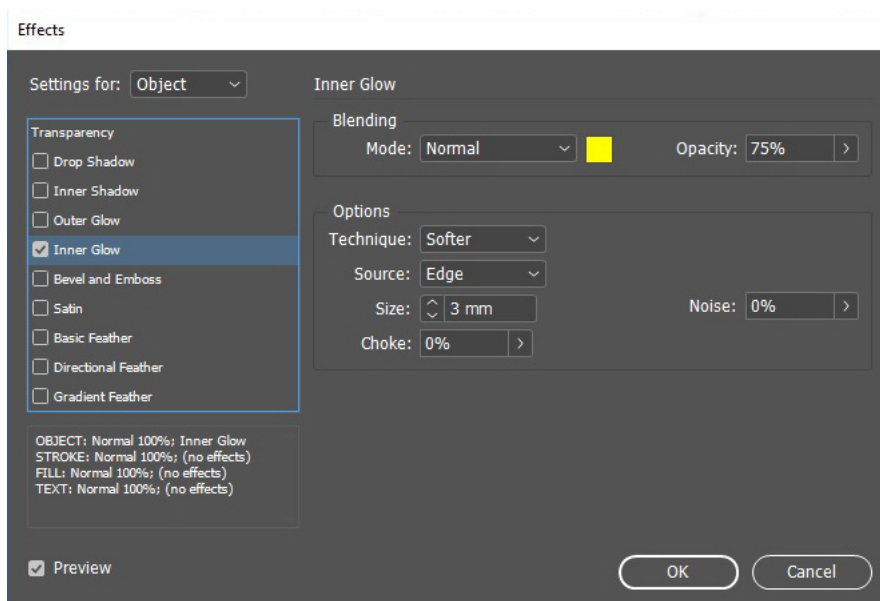 Effects
Settings for: Object
Transparency
Drop Shadow
Inner Shadow
Outer Glow
Inner Glow
Bevel and Emboss
Satin
Basic Feather
Directional Feather
Gradient Feather
OBJECT: Normal 100%; Inner Glow
STROKE: Normal 100%; (no effects)
FILL: Normal 100%; (no effects)
TEXT: Normal 100%; (no effects)
Preview
Inner Glow
Blending
Mode: Normal Opacity: 75%
Options
Technique: Softer
Source: Edge
Size: 3 mm Noise: 0%
Choke: 0%
OK Cancel